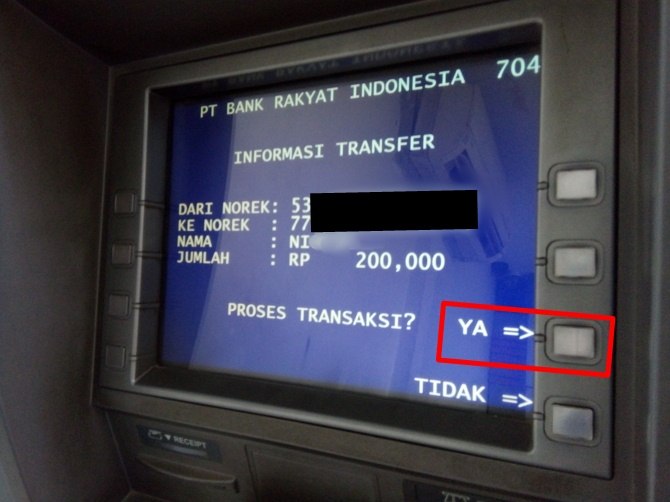 PT BANK RAKYAT INDONESIA 704
INFORMASI TRANSFER
DARI NOREK: 53
KE NOREK : 77
NAMA : NI
JUMLAH : RP 200,000
PROSES TRANSAKSI?
YA =>
TIDAK =>
RECEIPT